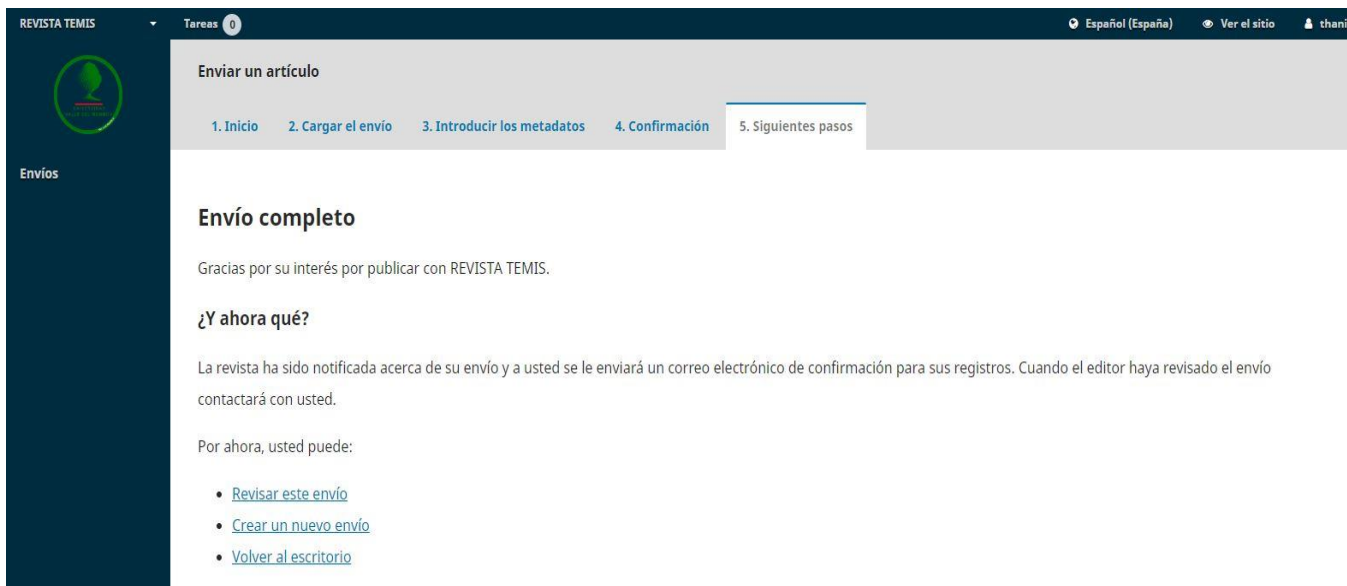 REVISTA TEMIS
Tareas 0
Español (España)
Ver el sitio
thani
Enviar un artículo
1. Inicio
2. Cargar el envío
3. Introducir los metadatos
4. Confirmación
5. Siguientes pasos
Envíos
Envío completo
Gracias por su interés por publicar con REVISTA TEMIS.
¿Y ahora qué?
La revista ha sido notificada acerca de su envío y a usted se le enviará un correo electrónico de confirmación para sus registros. Cuando el editor haya revisado el envío
contactará con usted.
Por ahora, usted puede:
Revisar este envío
Crear un nuevo envío
Volver al escritorio